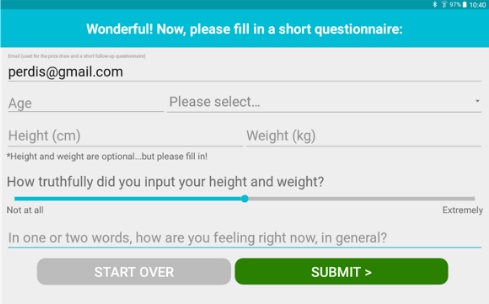 97% 10:40
Wonderful! Now, please fill in a short questionnaire:
Email (used for the prize draw and a short follow-up questionnaire)
perdis@gmail.com
Age Please select...
Height (cm) Weight (kg)
*Height and weight are optional...but please fill in!
How truthfully did you input your height and weight?
Not at all Extremely
In one or two words, how are you feeling right now, in general?
START OVER SUBMIT >